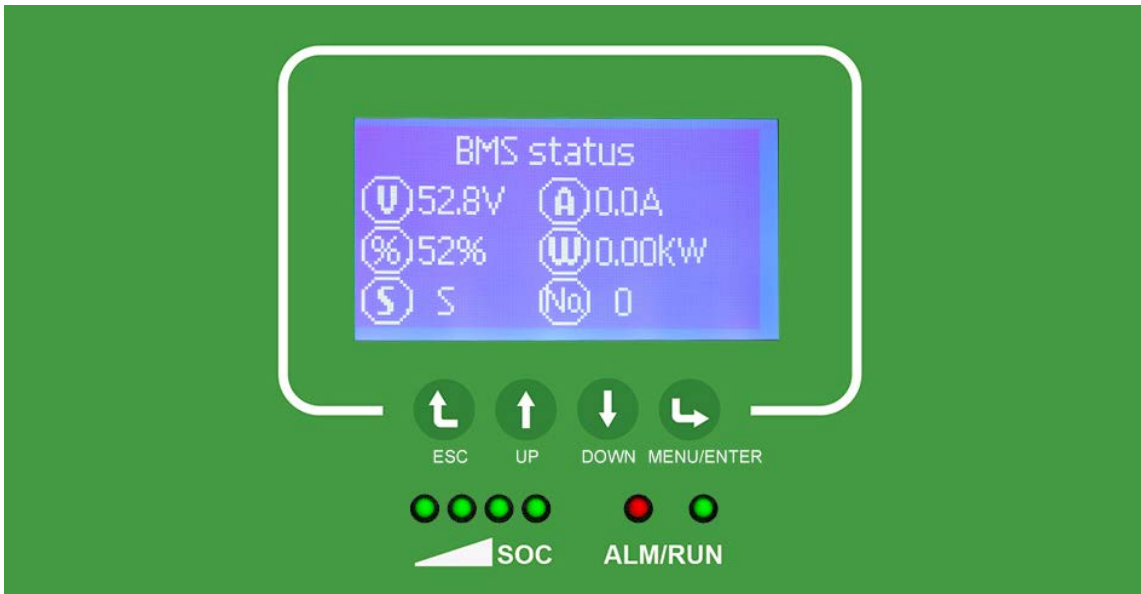 BMS status
V 52.8V A 0.0A
% 52% W 0.00KW
S S No. 0
ESC UP DOWN MENU/ENTER
SOC ALM/RUN